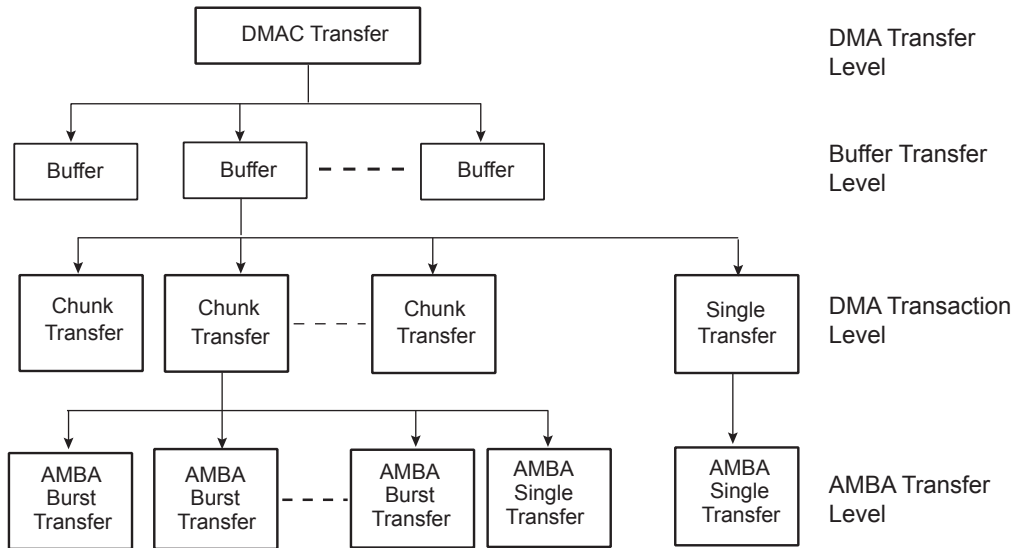 DMAC Transfer
DMA Transfer
Level
Buffer
Buffer
Buffer
Buffer Transfer
Level
Chunk
Transfer
Chunk
Transfer
Chunk
Transfer
Single
Transfer
DMA Transaction
Level
AMBA
Burst
Transfer
AMBA
Burst
Transfer
AMBA
Burst
Transfer
AMBA
Single
Transfer
AMBA
Single
Transfer
AMBA Transfer
Level